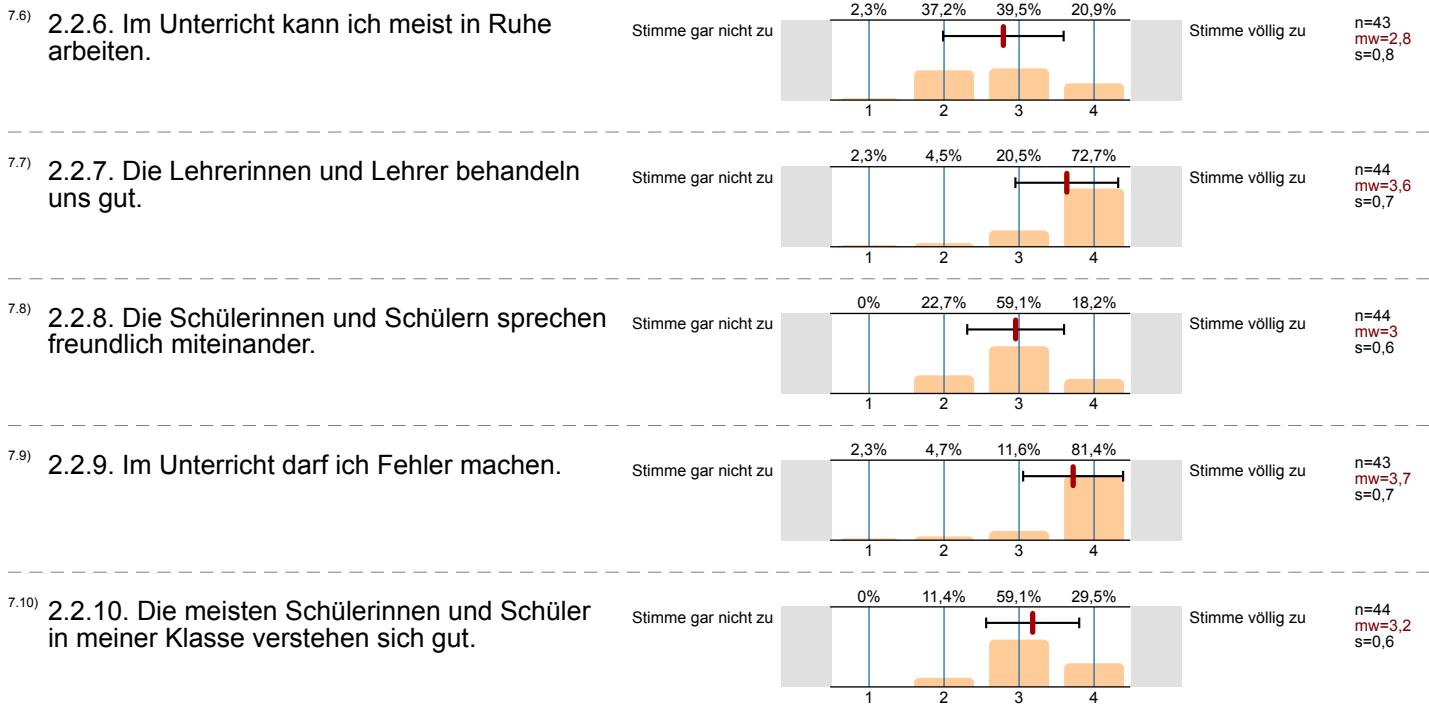 7.6) 2.2.6. Im Unterricht kann ich meist in Ruhe
arbeiten.
Stimme gar nicht zu
2,3% 37,2% 39,5% 20,9%
1 2 3 4
Stimme völlig zu
n=43
mw=2,8
s=0,8
7.7) 2.2.7. Die Lehrerinnen und Lehrer behandeln
uns gut.
Stimme gar nicht zu
2,3% 4,5% 20,5% 72,7%
1 2 3 4
Stimme völlig zu
n=44
mw=3,6
s=0,7
7.8) 2.2.8. Die Schülerinnen und Schülern sprechen
freundlich miteinander.
Stimme gar nicht zu
0% 22,7% 59,1% 18,2%
1 2 3 4
Stimme völlig zu
n=44
mw=3
s=0,6
7.9) 2.2.9. Im Unterricht darf ich Fehler machen.
Stimme gar nicht zu
2,3% 4,7% 11,6% 81,4%
1 2 3 4
Stimme völlig zu
n=43
mw=3,7
s=0,7
7.10) 2.2.10. Die meisten Schülerinnen und Schüler
in meiner Klasse verstehen sich gut.
Stimme gar nicht zu
0% 11,4% 59,1% 29,5%
1 2 3 4
Stimme völlig zu
n=44
mw=3,2
s=0,6